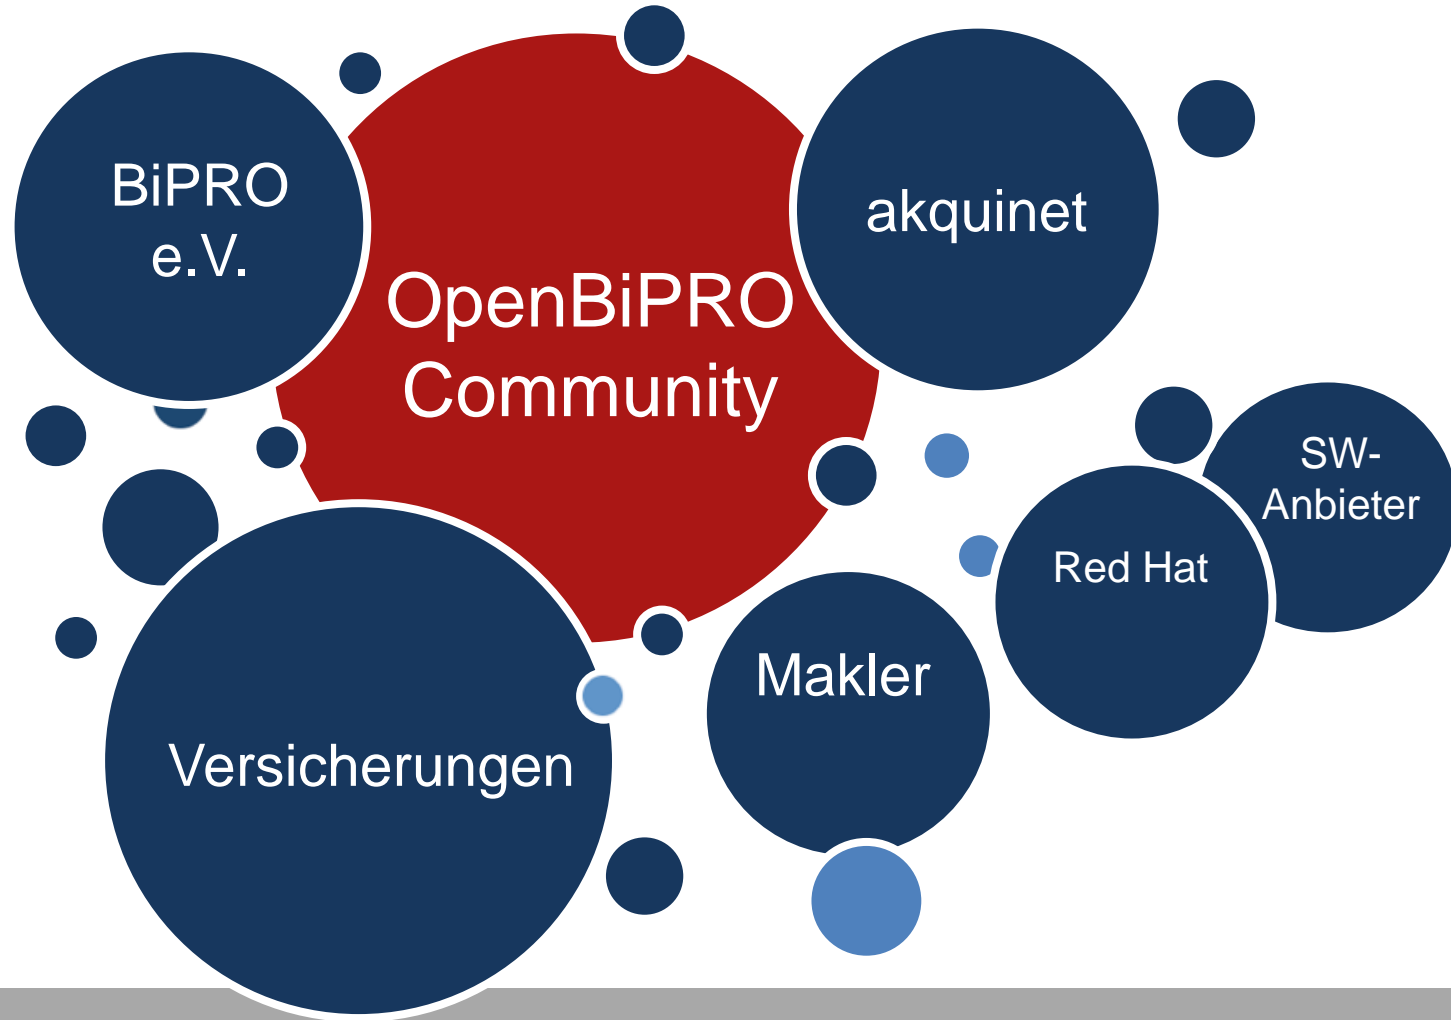 BiPRO
e.V.
OpenBiPRO
Community
akquinet
SW-
Anbieter
Red Hat
Makler
Versicherungen